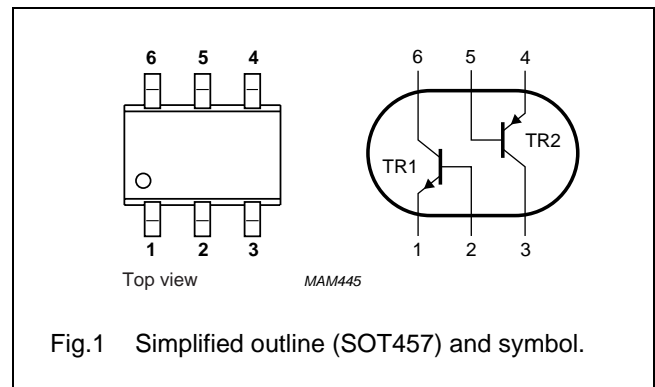 6 5 4
6 5 4
TR1
TR2
1 2 3
1 2 3
Top view
MAM445
Fig.1 Simplified outline (SOT457) and symbol.